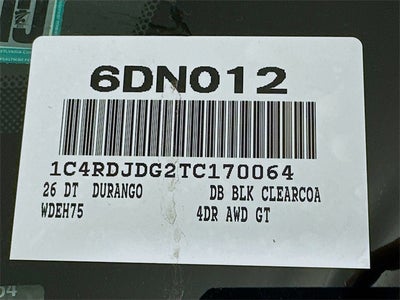 6DN012
1C4RDJDG2TC170064
26 DT DURANGO DB BLK CLEARCOA
WDEH75 4DR AWD GT